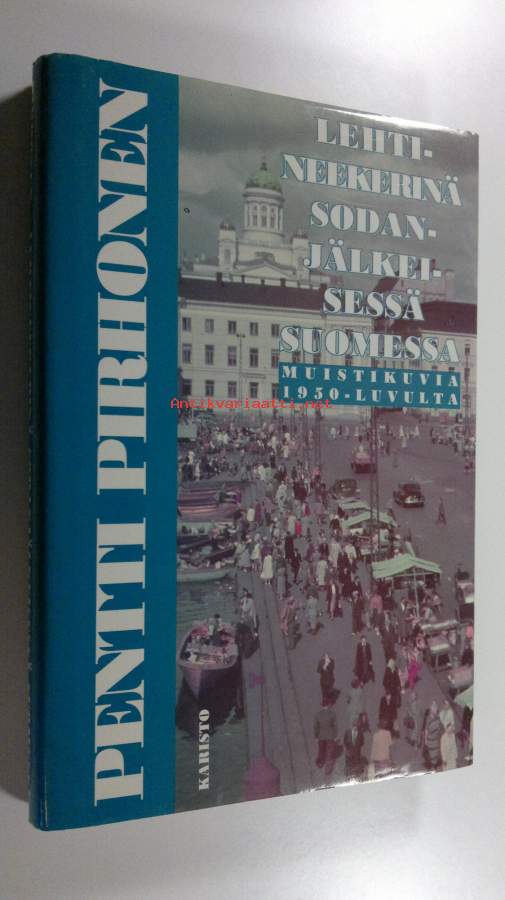 PENTTI PIRHONEN
LEHTI-
NEEKERINÄ
SODAN-
JÄLKEI-
SESSÄ
SUOMESSA
MUISTIKUVIA
1950-LUVULTA
Antikvariaatti.net
KARISTO